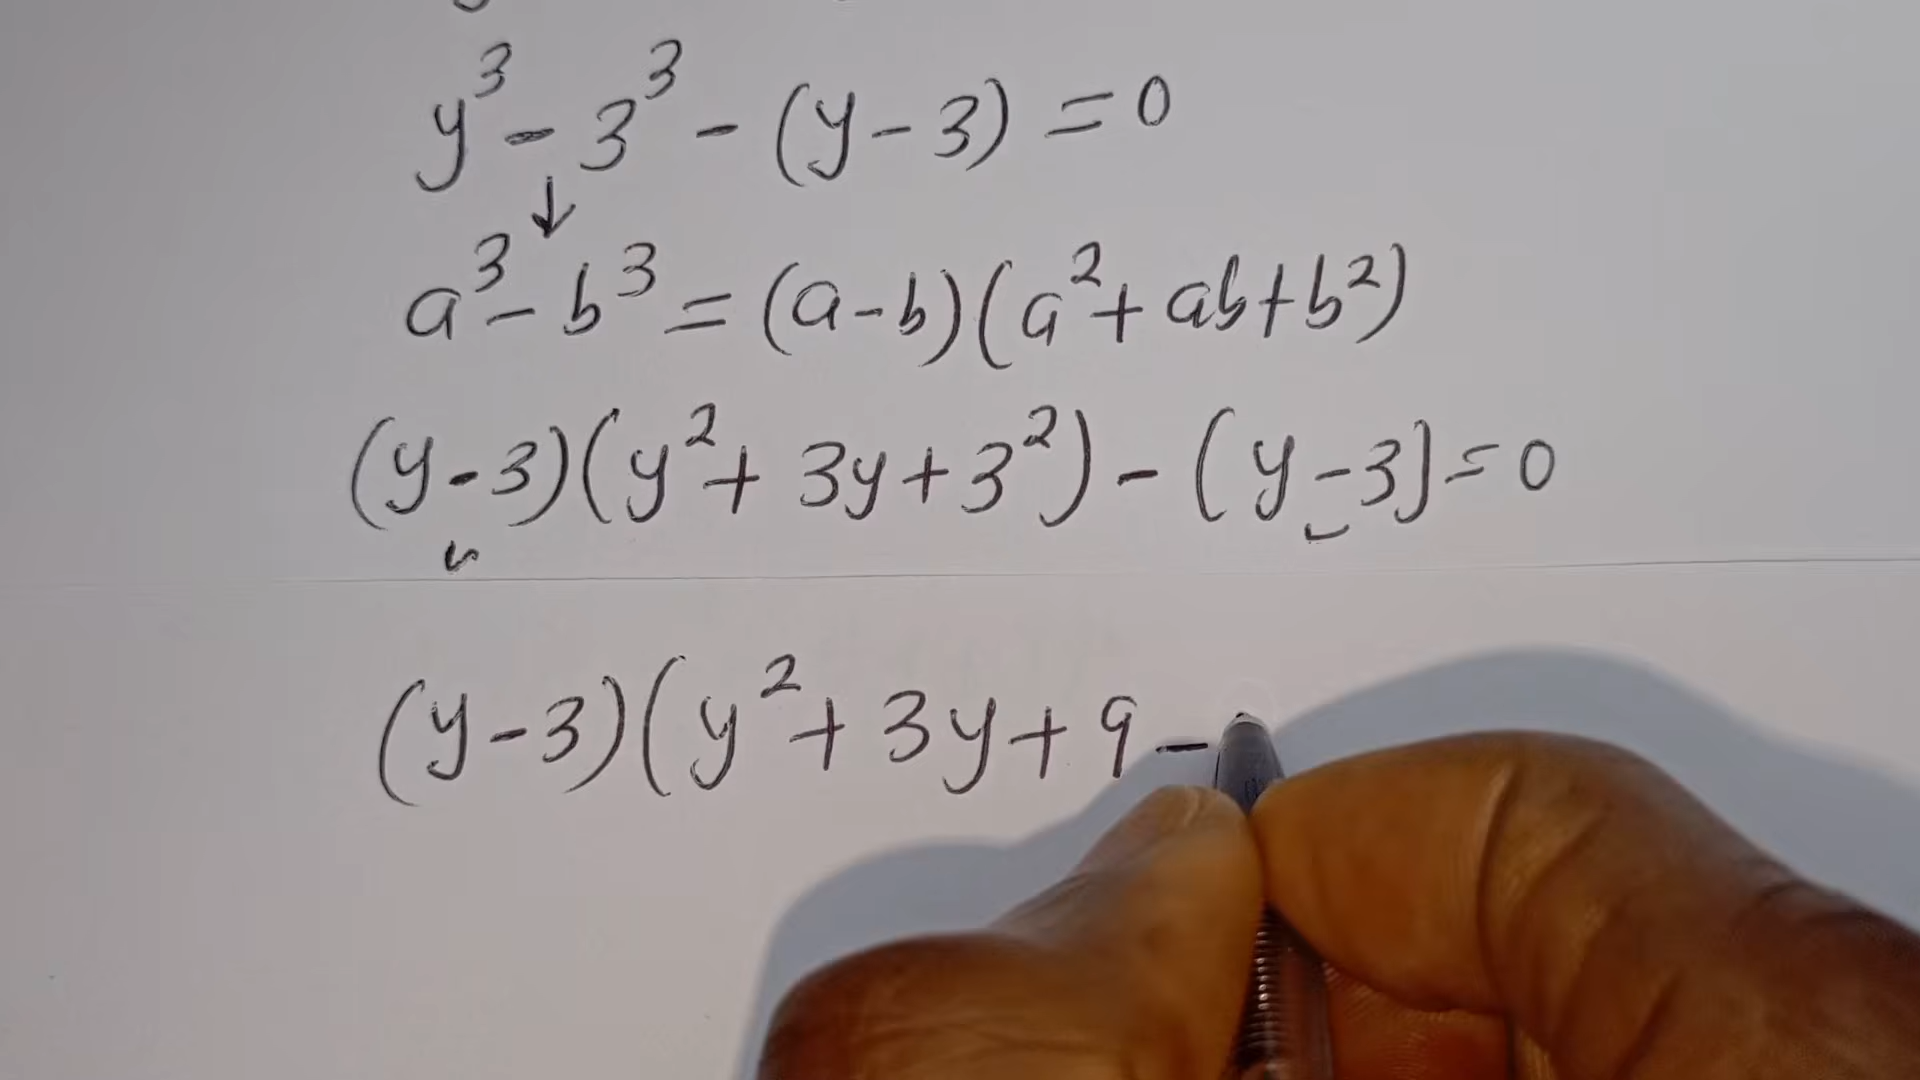 y³ - 3³ - (y - 3) = 0
↓
a³ - b³ = (a - b)(a² + ab + b²)
(y - 3)(y² + 3y + 3²) - (y - 3) = 0
(y - 3)(y² + 3y + 9 -